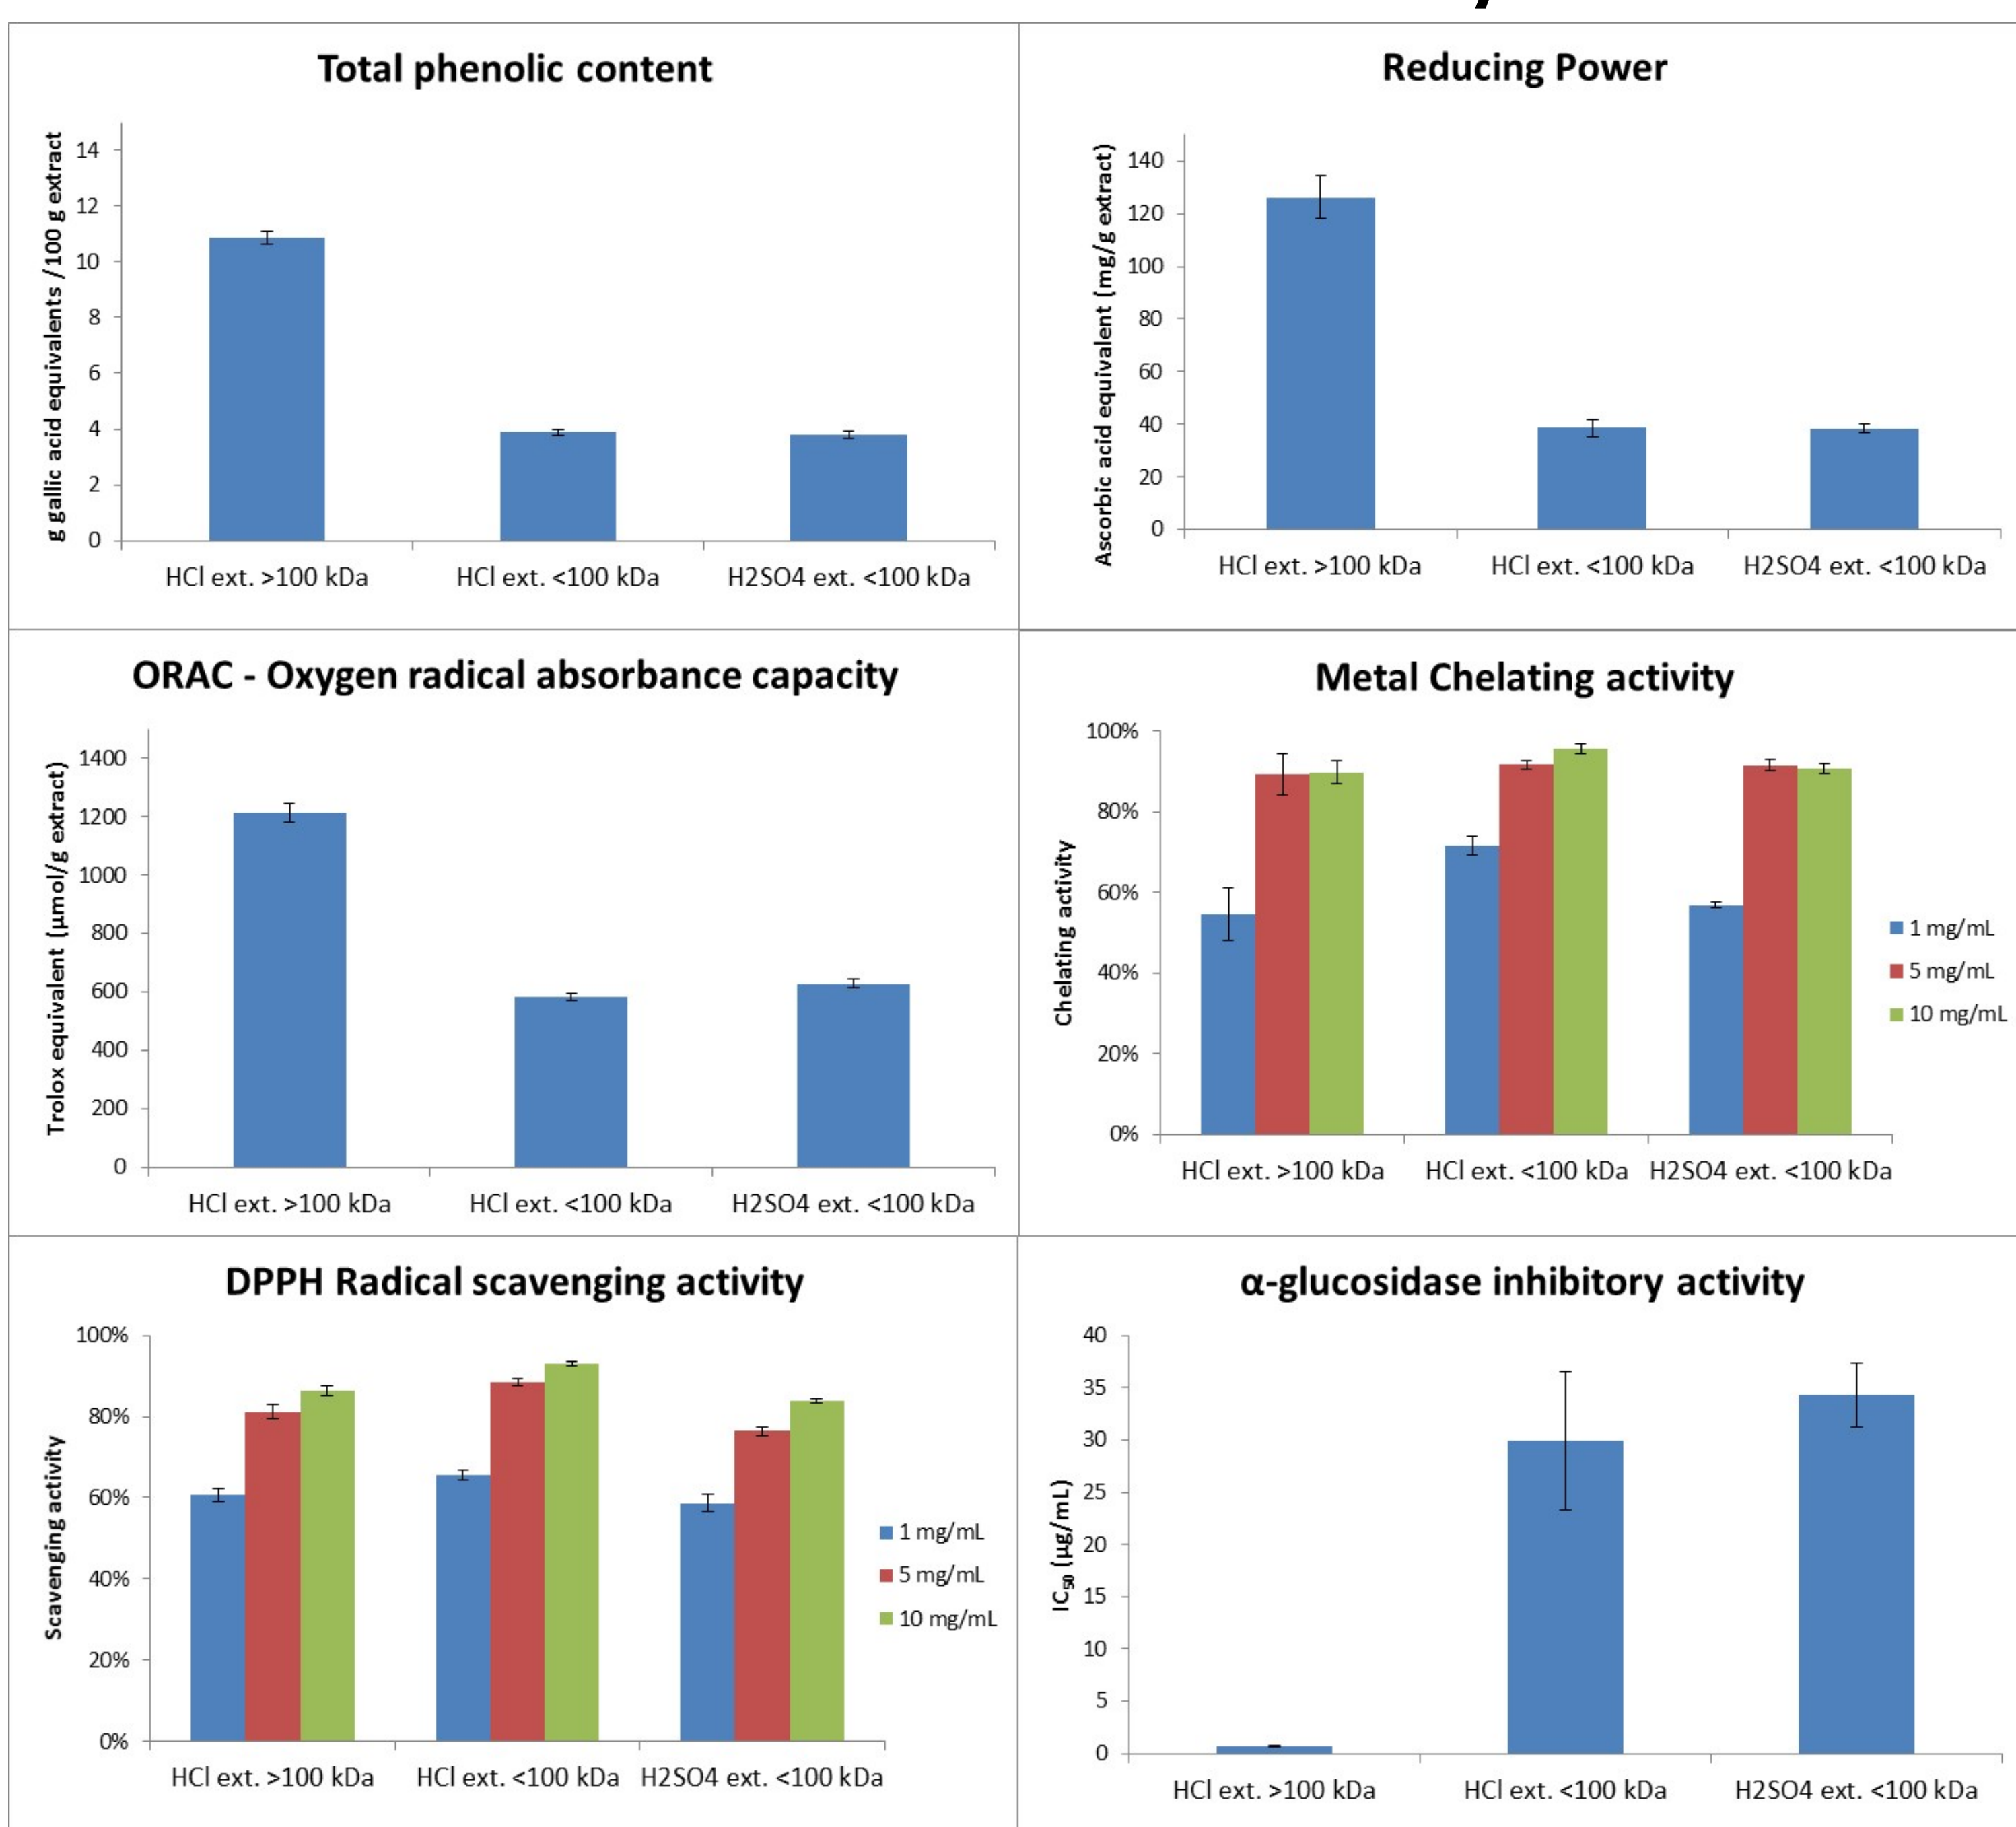 Total phenolic content
g gallic acid equivalents /100 g extract
14
12
10
8
6
4
2
0
HCl ext. >100 kDa
HCl ext. <100 kDa
H2SO4 ext. <100 kDa
Reducing Power
Ascorbic acid equivalent (mg/g extract)
140
120
100
80
60
40
20
0
HCl ext. >100 kDa
HCl ext. <100 kDa
H2SO4 ext. <100 kDa
ORAC - Oxygen radical absorbance capacity
Trolox equivalent (µmol/g extract)
1400
1200
1000
800
600
400
200
0
HCl ext. >100 kDa
HCl ext. <100 kDa
H2SO4 ext. <100 kDa
Metal Chelating activity
Chelating activity
100%
80%
60%
40%
20%
0%
HCl ext. >100 kDa
HCl ext. <100 kDa
H2SO4 ext. <100 kDa
1 mg/mL
5 mg/mL
10 mg/mL
DPPH Radical scavenging activity
Scavenging activity
100%
80%
60%
40%
20%
0%
HCl ext. >100 kDa
HCl ext. <100 kDa
H2SO4 ext. <100 kDa
1 mg/mL
5 mg/mL
10 mg/mL
α-glucosidase inhibitory activity
IC₅₀ (µg/mL)
40
35
30
25
20
15
10
5
0
HCl ext. >100 kDa
HCl ext. <100 kDa
H2SO4 ext. <100 kDa